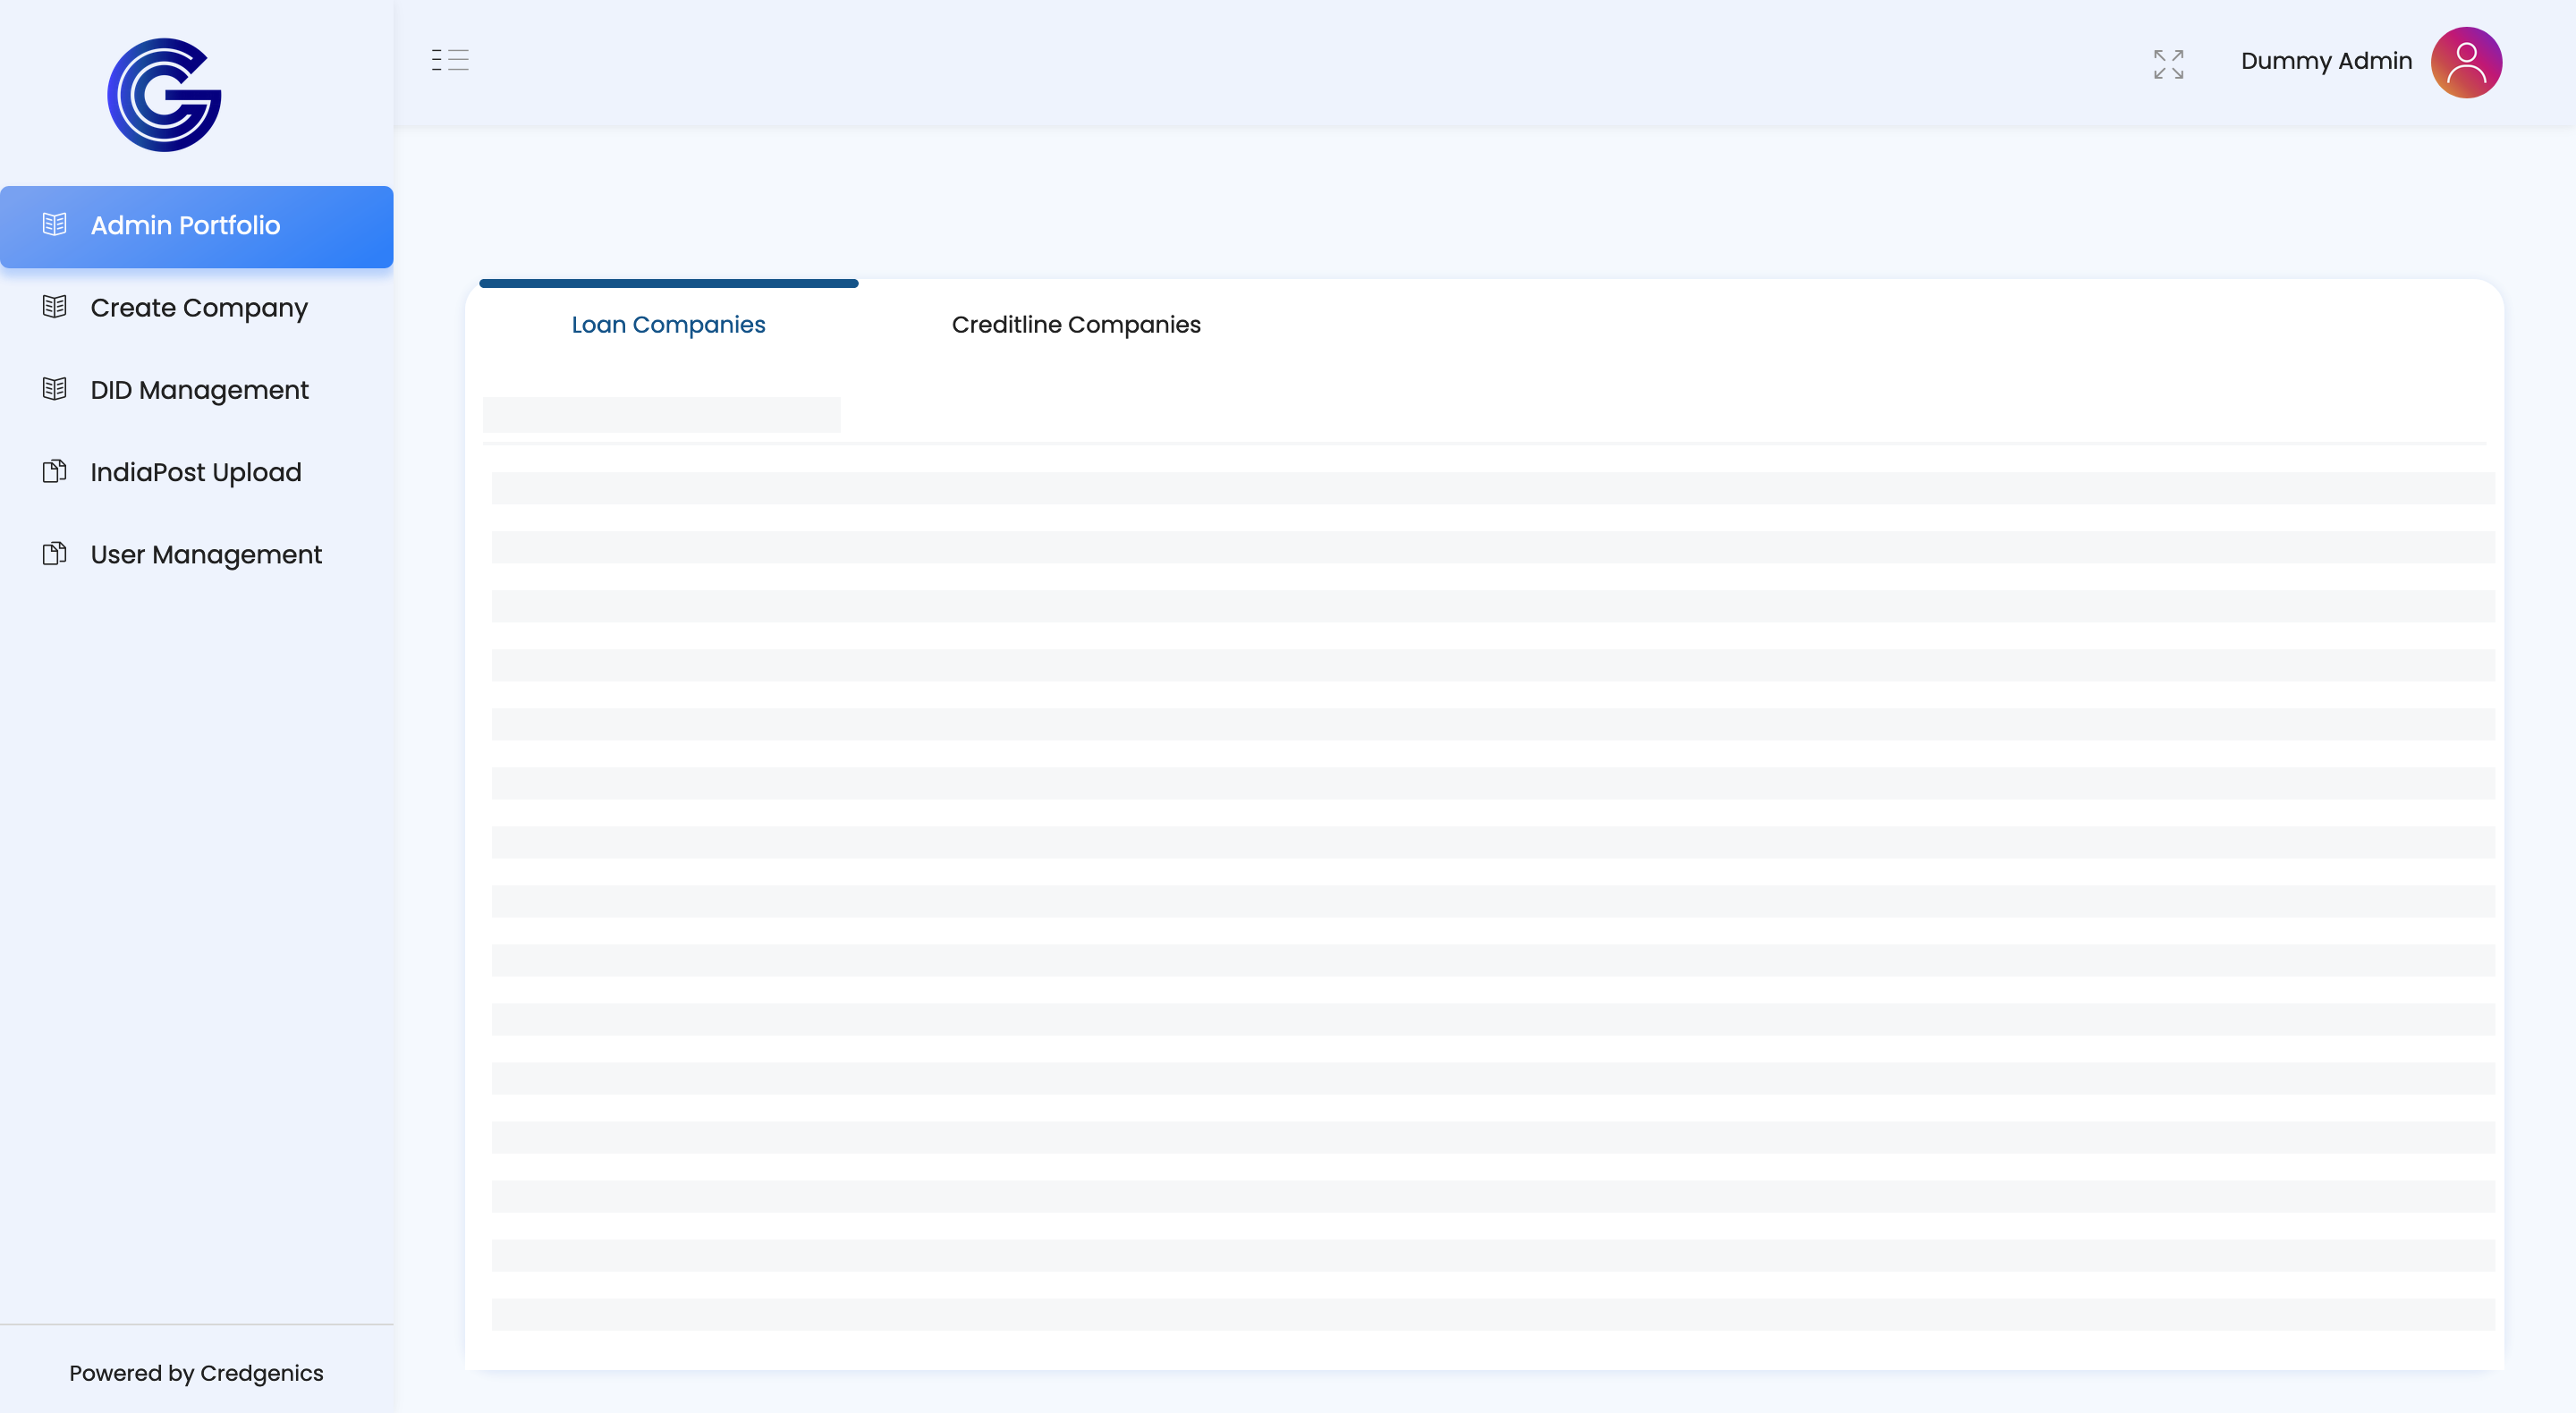 Dummy Admin
Admin Portfolio
Create Company
DID Management
IndiaPost Upload
User Management
Loan Companies
Creditline Companies
Powered by Credgenics